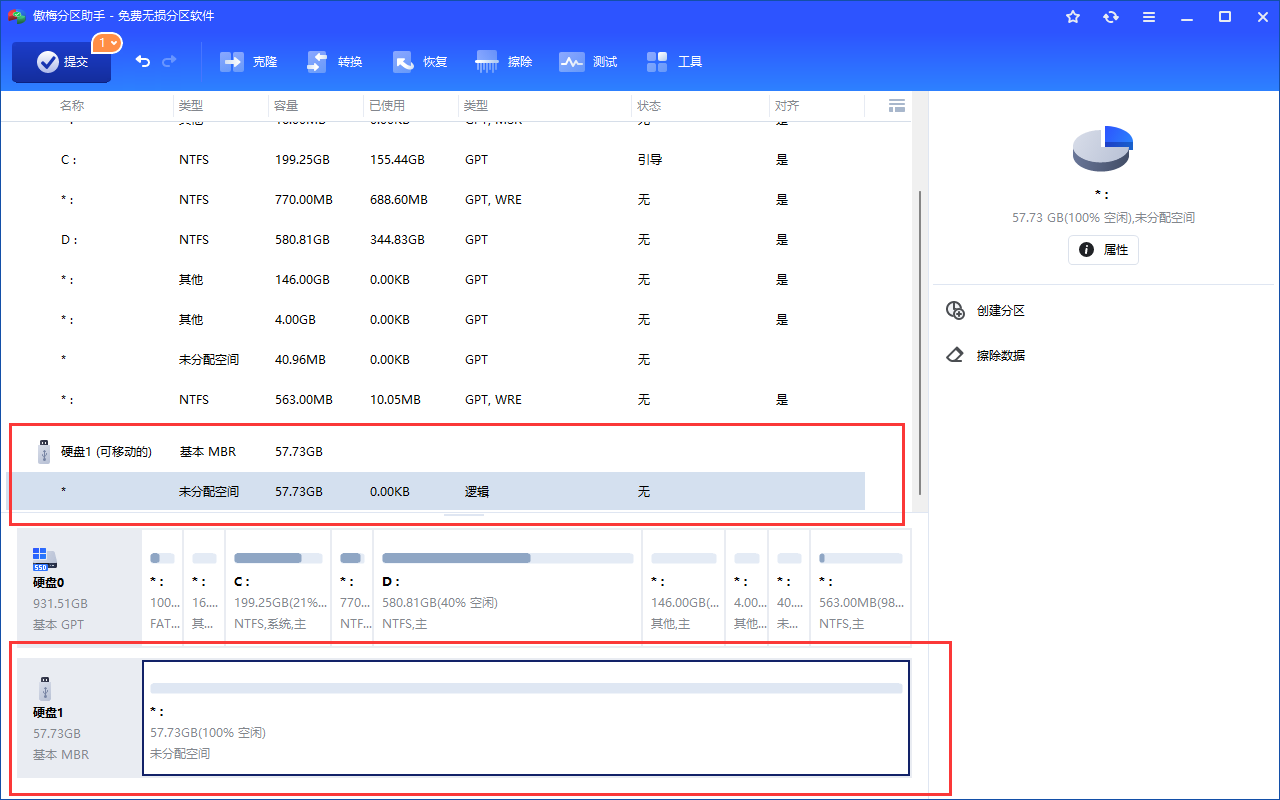 傲梅分区助手 - 免费无损分区软件
提交 1
克隆 转换 恢复 擦除 测试 工具
名称 类型 容量 已使用 类型 状态 对齐
C : NTFS 199.25GB 155.44GB GPT 引导 是
* : NTFS 770.00MB 688.60MB GPT, WRE 无 是
D : NTFS 580.81GB 344.83GB GPT 无 是
* : 其他 146.00GB 0.00KB GPT 无 是
* : 其他 4.00GB 0.00KB GPT 无 是
* 未分配空间 40.96MB 0.00KB GPT 无
* : NTFS 563.00MB 10.05MB GPT, WRE 无 是
硬盘1 (可移动的) 基本 MBR 57.73GB
* 未分配空间 57.73GB 0.00KB 逻辑 无
SSD
硬盘0
931.51GB
基本 GPT
* :
100...
FAT...
* :
16....
其...
C :
199.25GB(21%...
NTFS,系统,主
* :
770...
NTF...
D :
580.81GB(40% 空闲)
NTFS,主
* :
146.00GB(...
其他,主
* :
4.00...
其他...
* :
40....
未...
* :
563.00MB(98...
NTFS,主
硬盘1
57.73GB
基本 MBR
* :
57.73GB(100% 空闲)
未分配空间
* :
57.73 GB(100% 空闲),未分配空间
属性
创建分区
擦除数据